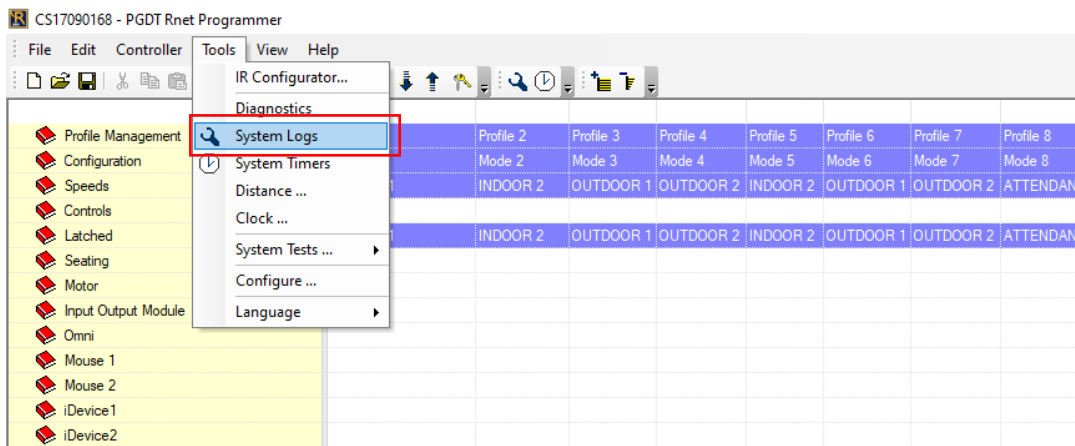 CS17090168 - PGDT Rnet Programmer
File Edit Controller Tools View Help
IR Configurator...
Diagnostics
System Logs
System Timers
Distance ...
Clock ...
System Tests ...
Configure ...
Language
Profile Management Profile 2 Profile 3 Profile 4 Profile 5 Profile 6 Profile 7 Profile 8
Configuration Mode 2 Mode 3 Mode 4 Mode 5 Mode 6 Mode 7 Mode 8
Speeds 1 INDOOR 2 OUTDOOR 1 OUTDOOR 2 INDOOR 2 OUTDOOR 1 OUTDOOR 2 ATTENDAN
Controls
Latched 1 INDOOR 2 OUTDOOR 1 OUTDOOR 2 INDOOR 2 OUTDOOR 1 OUTDOOR 2 ATTENDAN
Seating
Motor
Input Output Module
Omni
Mouse 1
Mouse 2
iDevice1
iDevice2